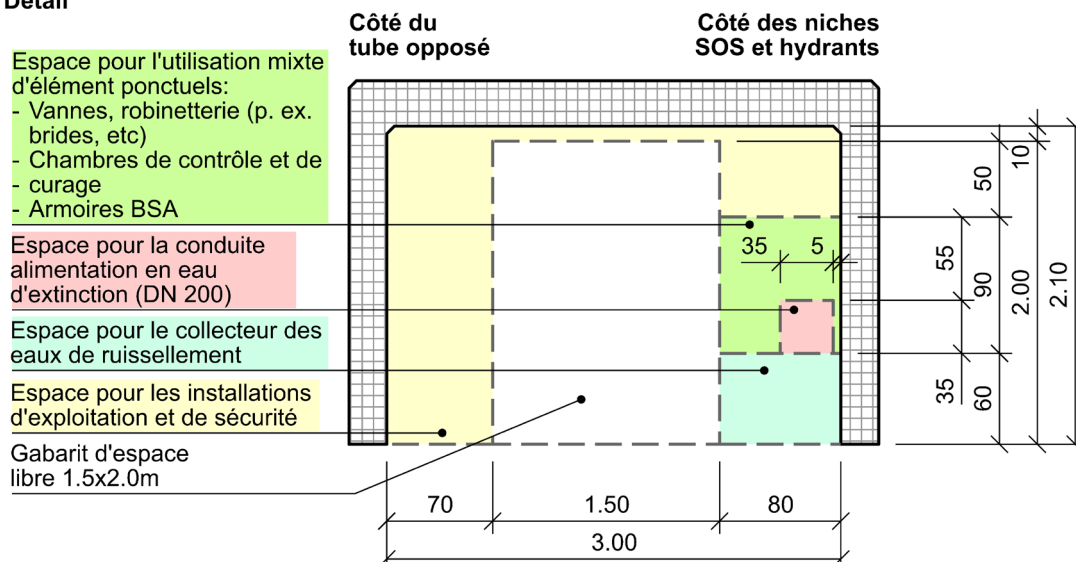 Détail
Côté du
tube opposé
Côté des niches
SOS et hydrants
Espace pour l'utilisation mixte
d'élément ponctuels:
- Vannes, robinetterie (p. ex.
brides, etc)
- Chambres de contrôle et de
- curage
- Armoires BSA
Espace pour la conduite
alimentation en eau
d'extinction (DN 200)
Espace pour le collecteur des
eaux de ruissellement
Espace pour les installations
d'exploitation et de sécurité
Gabarit d'espace
libre 1.5x2.0m
35 5
10
50
55
90
2.00
2.10
35
60
70 1.50 80
3.00